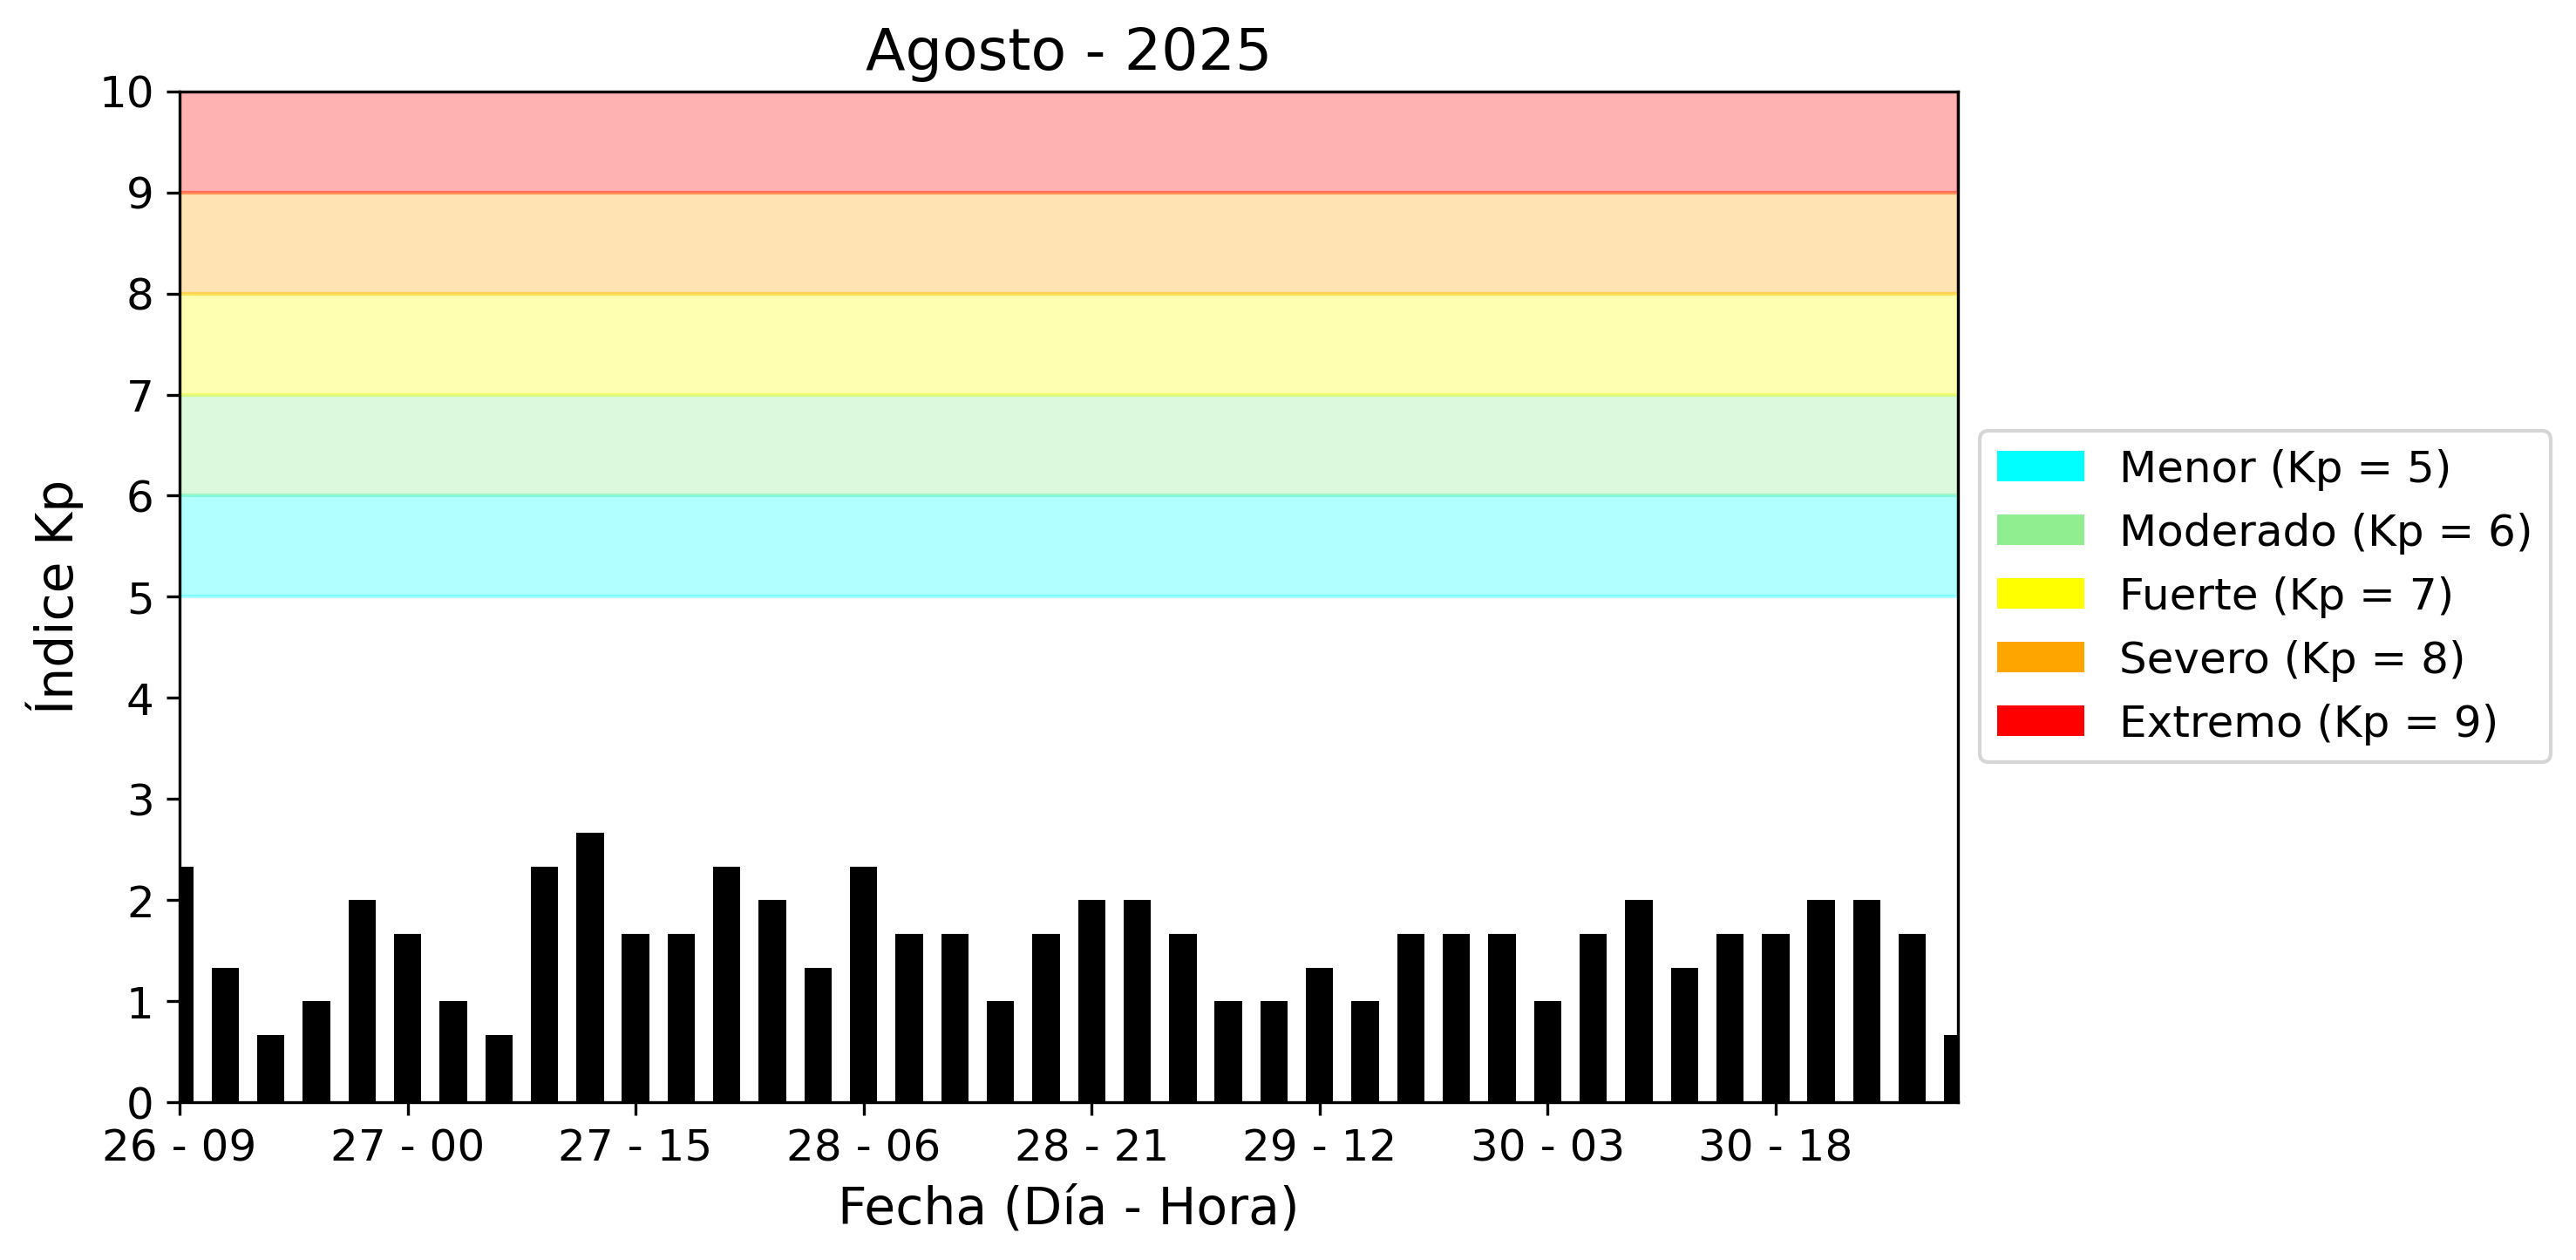 Agosto - 2025
Índice Kp
10
9
8
7
6
5
4
3
2
1
0
26 - 09
27 - 00
27 - 15
28 - 06
28 - 21
29 - 12
30 - 03
30 - 18
Fecha (Día - Hora)
Menor (Kp = 5)
Moderado (Kp = 6)
Fuerte (Kp = 7)
Severo (Kp = 8)
Extremo (Kp = 9)